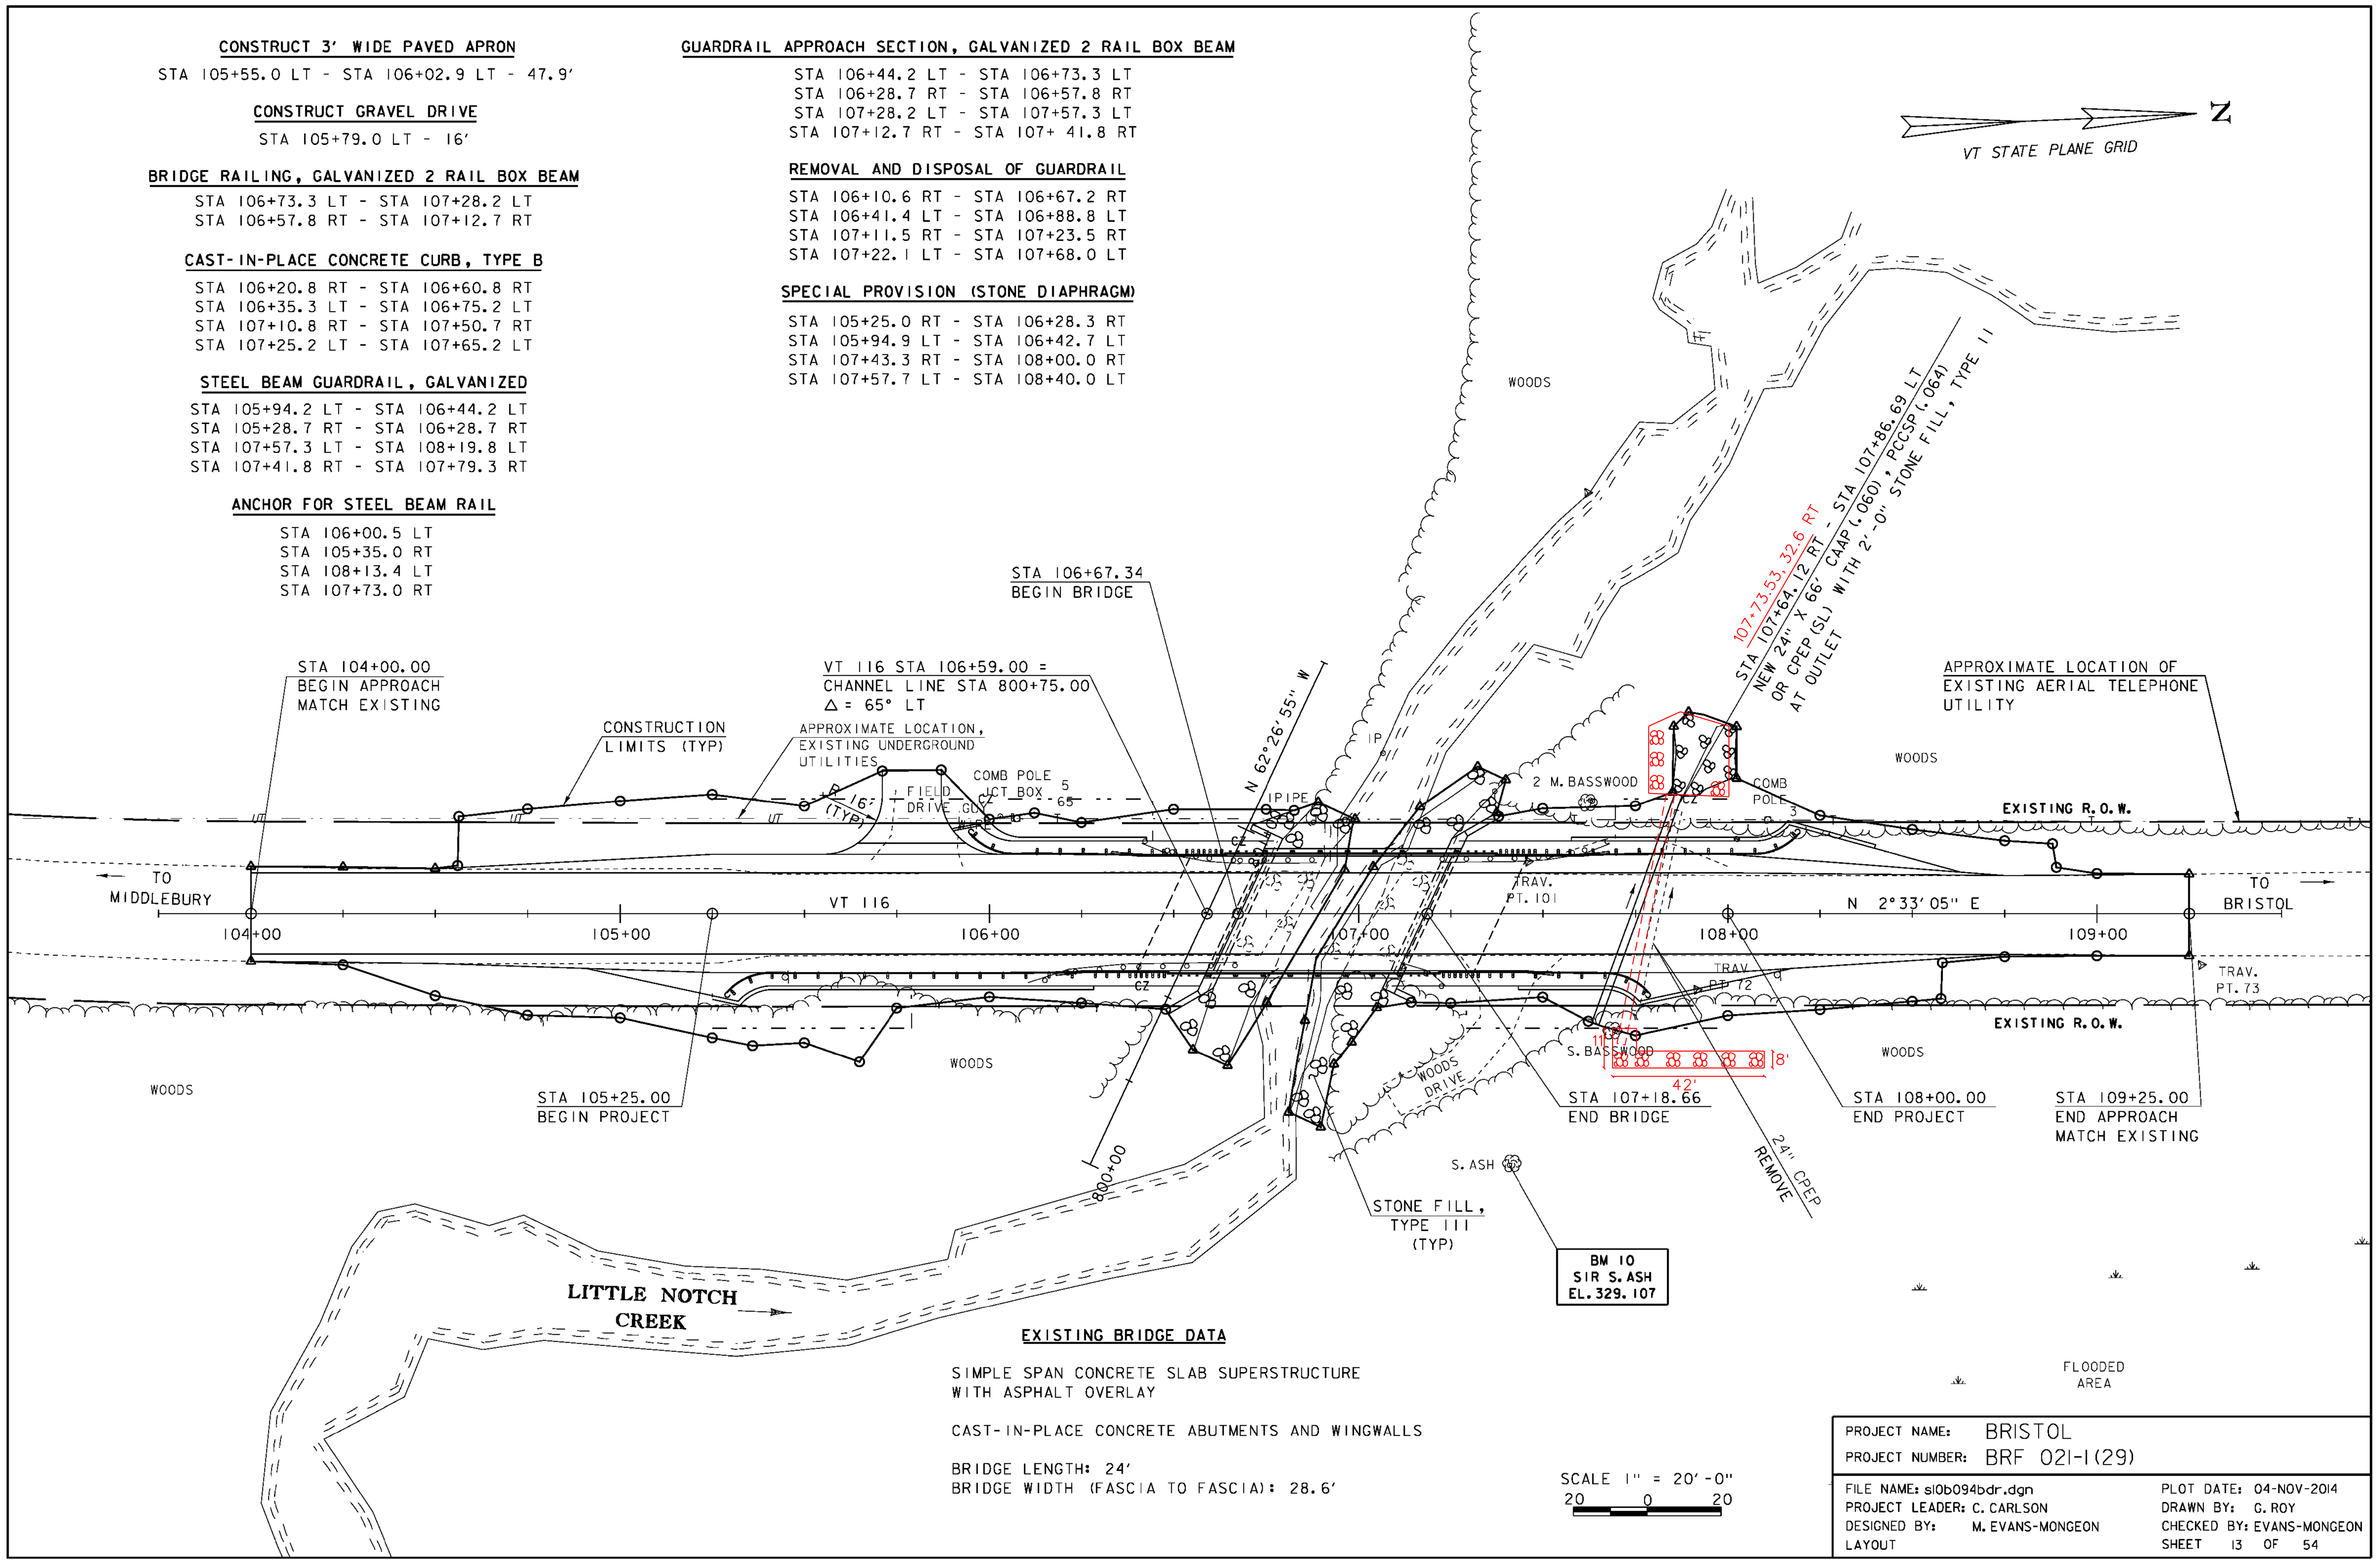 CONSTRUCT 3' WIDE PAVED APRON
STA 105+55.0 LT - STA 106+02.9 LT - 47.9'
CONSTRUCT GRAVEL DRIVE
STA 105+79.0 LT - 16'
BRIDGE RAILING, GALVANIZED 2 RAIL BOX BEAM
STA 106+73.3 LT - STA 107+28.2 LT
STA 106+57.8 RT - STA 107+12.7 RT
CAST-IN-PLACE CONCRETE CURB, TYPE B
STA 106+20.8 RT - STA 106+60.8 RT
STA 106+35.3 LT - STA 106+75.2 LT
STA 107+10.8 RT - STA 107+50.7 RT
STA 107+25.2 LT - STA 107+65.2 LT
STEEL BEAM GUARDRAIL, GALVANIZED
STA 105+94.2 LT - STA 106+44.2 LT
STA 105+28.7 RT - STA 106+28.7 RT
STA 107+57.3 LT - STA 108+19.8 LT
STA 107+41.8 RT - STA 107+79.3 RT
ANCHOR FOR STEEL BEAM RAIL
STA 106+00.5 LT
STA 105+35.0 RT
STA 108+13.4 LT
STA 107+73.0 RT
GUARDRAIL APPROACH SECTION, GALVANIZED 2 RAIL BOX BEAM
STA 106+44.2 LT - STA 106+73.3 LT
STA 106+28.7 RT - STA 106+57.8 RT
STA 107+28.2 LT - STA 107+57.3 LT
STA 107+12.7 RT - STA 107+ 41.8 RT
REMOVAL AND DISPOSAL OF GUARDRAIL
STA 106+10.6 RT - STA 106+67.2 RT
STA 106+41.4 LT - STA 106+88.8 LT
STA 107+11.5 RT - STA 107+23.5 RT
STA 107+22.1 LT - STA 107+68.0 LT
SPECIAL PROVISION (STONE DIAPHRAGM)
STA 105+25.0 RT - STA 106+28.3 RT
STA 105+94.9 LT - STA 106+42.7 LT
STA 107+43.3 RT - STA 108+00.0 RT
STA 107+57.7 LT - STA 108+40.0 LT
N
VT STATE PLANE GRID
WOODS
107+73.53, 32.6 RT
STA 107+64.12 RT - STA 107+86.69 LT
NEW 24" X 66' CAAP (.060), PCCSP (.064)
OR CPEP (SL) WITH 2'-0" STONE FILL, TYPE II
AT OUTLET
STA 106+67.34
BEGIN BRIDGE
STA 104+00.00
BEGIN APPROACH
MATCH EXISTING
VT 116 STA 106+59.00 =
CHANNEL LINE STA 800+75.00
Δ = 65° LT
CONSTRUCTION
LIMITS (TYP)
APPROXIMATE LOCATION,
EXISTING UNDERGROUND
UTILITIES
N 62°26'55" W
APPROXIMATE LOCATION OF
EXISTING AERIAL TELEPHONE
UTILITY
R 16'
(TYP)
FIELD
DRIVE
GUY
WIRE
COMB POLE
JCT BOX
5
65
CZ
IPIPE
IP
2 M. BASSWOOD
COMB
POLE
3
CZ
WOODS
EXISTING R.O.W.
UT
UT
UT
T
T
T
T
CZ
TO
MIDDLEBURY
VT 116
TRAV.
PT. 101
N 2°33'05" E
TO
BRISTOL
104+00
105+00
106+00
107+00
108+00
109+00
CZ
TRAV.
PT. 72
TRAV.
PT. 73
EXISTING R.O.W.
WOODS
WOODS
WOODS
DRIVE
11'
S. BASSWOOD
8'
42'
WOODS
STA 105+25.00
BEGIN PROJECT
STA 107+18.66
END BRIDGE
STA 108+00.00
END PROJECT
STA 109+25.00
END APPROACH
MATCH EXISTING
800+00
S. ASH
24" CPEP
REMOVE
STONE FILL,
TYPE III
(TYP)
BM 10
SIR S. ASH
EL. 329.107
LITTLE NOTCH
CREEK
EXISTING BRIDGE DATA
SIMPLE SPAN CONCRETE SLAB SUPERSTRUCTURE
WITH ASPHALT OVERLAY
CAST-IN-PLACE CONCRETE ABUTMENTS AND WINGWALLS
BRIDGE LENGTH: 24'
BRIDGE WIDTH (FASCIA TO FASCIA): 28.6'
FLOODED
AREA
SCALE 1" = 20'-0"
20 0 20
PROJECT NAME: BRISTOL
PROJECT NUMBER: BRF 021-1(29)
FILE NAME: s10b094bdr.dgn
PLOT DATE: 04-NOV-2014
PROJECT LEADER: C. CARLSON
DRAWN BY: G. ROY
DESIGNED BY: M. EVANS-MONGEON
CHECKED BY: EVANS-MONGEON
LAYOUT
SHEET 13 OF 54